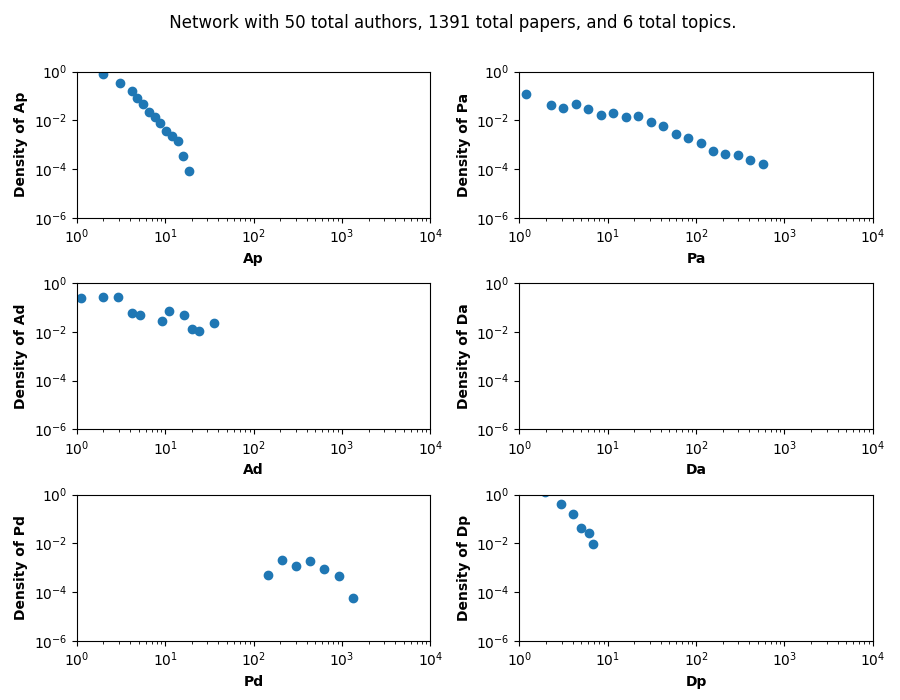 Network with 50 total authors, 1391 total papers, and 6 total topics.
Density of Ap
10^0
10^-2
10^-4
10^-6
10^0 10^1 10^2 10^3 10^4
Ap
Density of Pa
10^0
10^-2
10^-4
10^-6
10^0 10^1 10^2 10^3 10^4
Pa
Density of Ad
10^0
10^-2
10^-4
10^-6
10^0 10^1 10^2 10^3 10^4
Ad
Density of Da
10^0
10^-2
10^-4
10^-6
10^0 10^1 10^2 10^3 10^4
Da
Density of Pd
10^0
10^-2
10^-4
10^-6
10^0 10^1 10^2 10^3 10^4
Pd
Density of Dp
10^0
10^-2
10^-4
10^-6
10^0 10^1 10^2 10^3 10^4
Dp